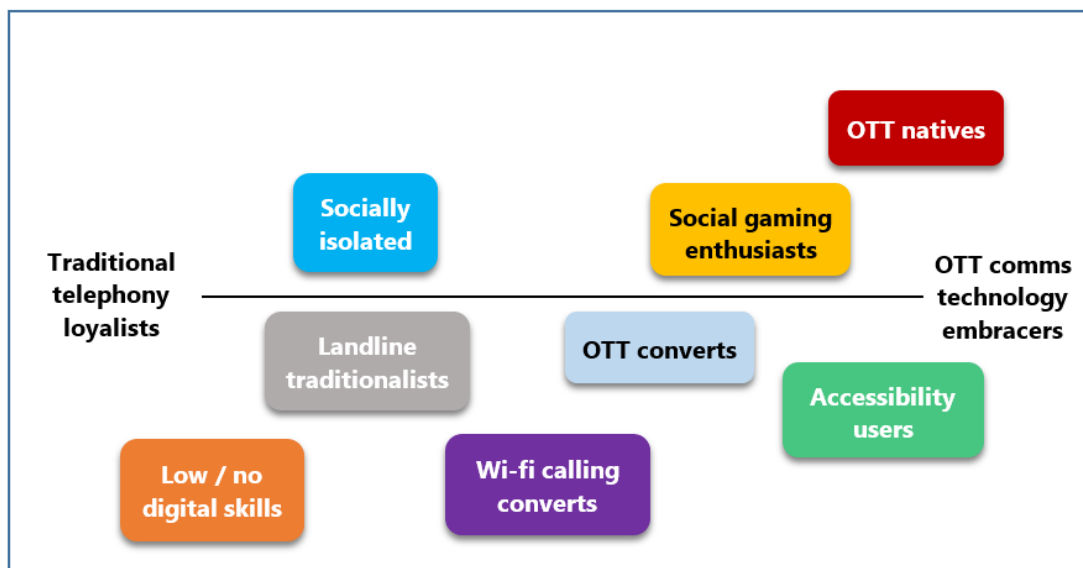 OTT natives
Socially
isolated
Social gaming
enthusiasts
Traditional
telephony
loyalists
OTT comms
technology
embracers
Landline
traditionalists
OTT converts
Accessibility
users
Low / no
digital skills
Wi-fi calling
converts